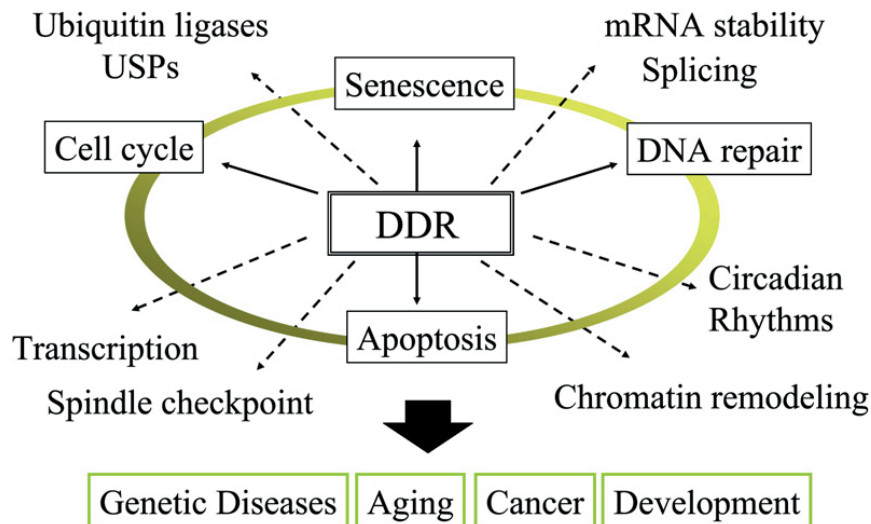 Ubiquitin ligases
USPs
mRNA stability
Splicing
Senescence
Cell cycle
DNA repair
DDR
Circadian
Rhythms
Apoptosis
Transcription
Spindle checkpoint
Chromatin remodeling
Genetic Diseases
Aging
Cancer
Development